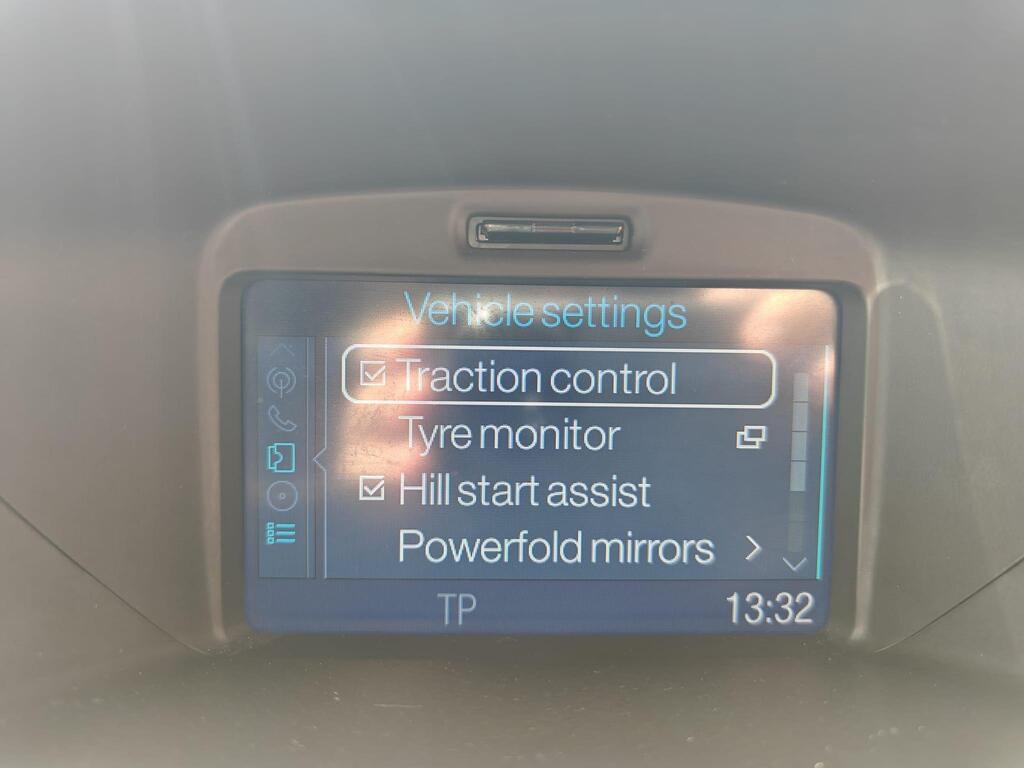 Vehicle settings
Traction control
Tyre monitor
Hill start assist
Powerfold mirrors
TP 13:32